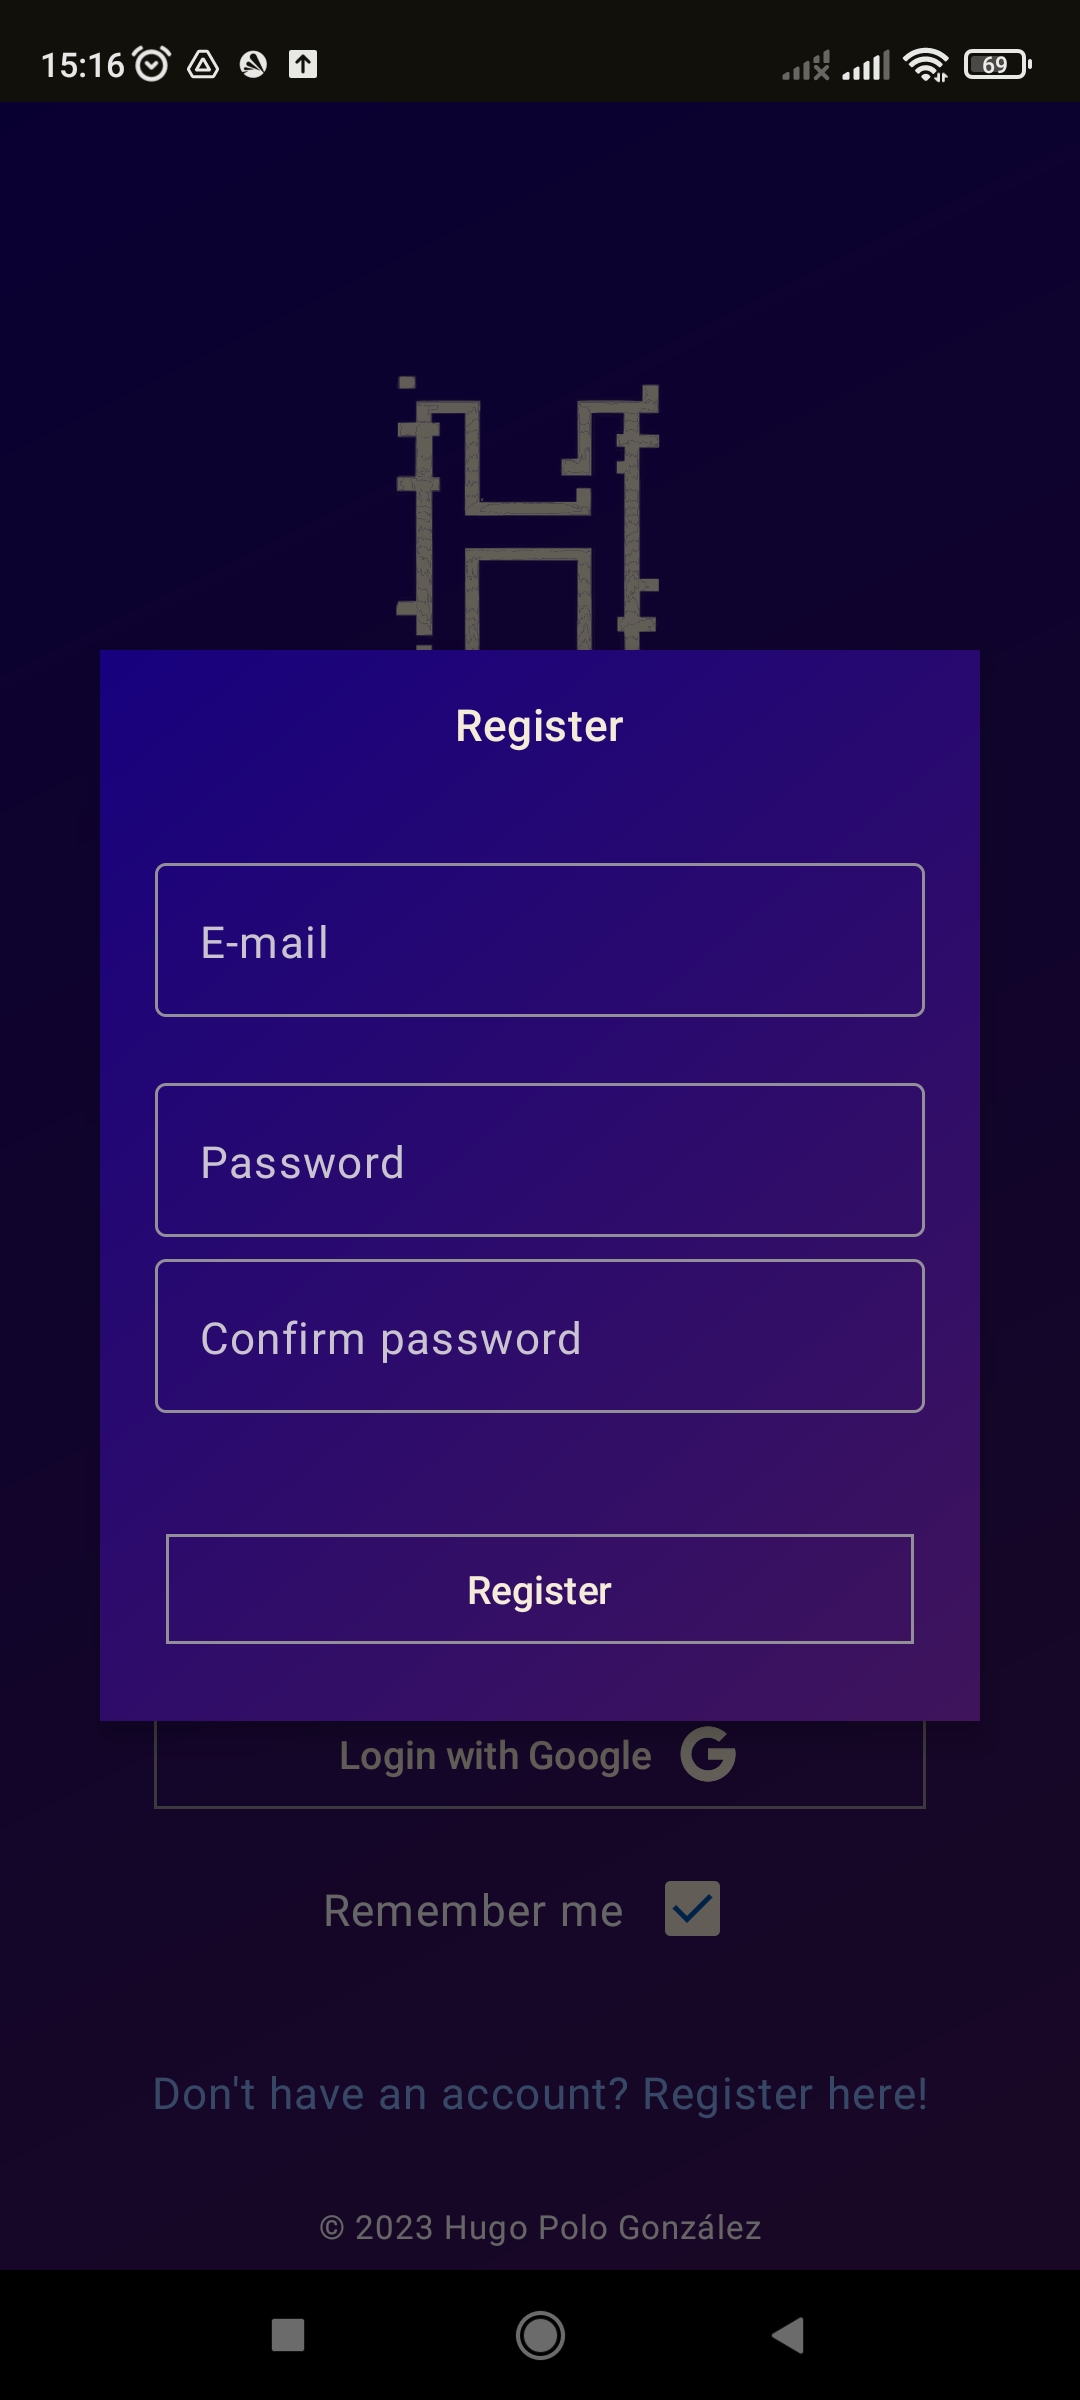 15:16
69
Register
E-mail
Password
Confirm password
Register
Login with Google G
Remember me
Don't have an account? Register here!
© 2023 Hugo Polo González